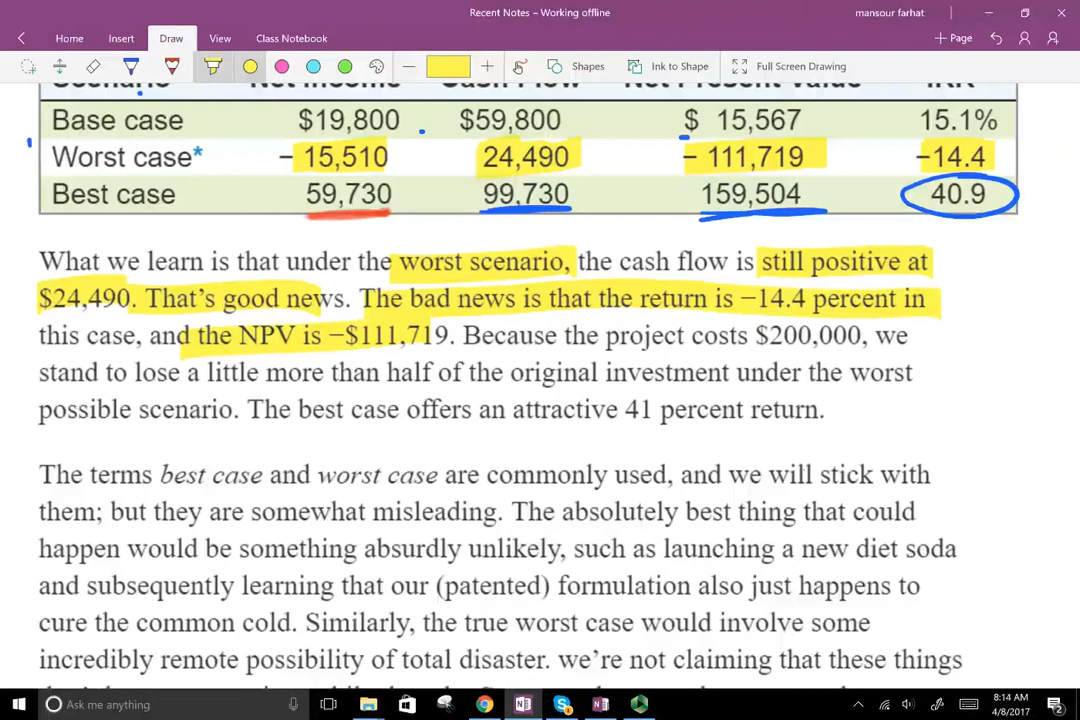 Recent Notes – Working offline
mansour farhat
Home Insert Draw View Class Notebook
Page
Shapes Ink to Shape Full Screen Drawing
Scenario Net Income Cash Flow Net Present Value IRR
Base case $19,800 $59,800 $ 15,567 15.1%
Worst case* − 15,510 24,490 − 111,719 −14.4
Best case 59,730 99,730 159,504 40.9
What we learn is that under the worst scenario, the cash flow is still positive at
$24,490. That's good news. The bad news is that the return is −14.4 percent in
this case, and the NPV is −$111,719. Because the project costs $200,000, we
stand to lose a little more than half of the original investment under the worst
possible scenario. The best case offers an attractive 41 percent return.
The terms best case and worst case are commonly used, and we will stick with
them; but they are somewhat misleading. The absolutely best thing that could
happen would be something absurdly unlikely, such as launching a new diet soda
and subsequently learning that our (patented) formulation also just happens to
cure the common cold. Similarly, the true worst case would involve some
incredibly remote possibility of total disaster. we're not claiming that these things
Ask me anything
8:14 AM
4/8/2017